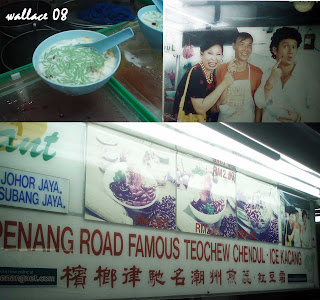 wallace 08
ant
JOHOR JAYA,
SUBANG JAYA.
PENANG ROAD FAMOUS TEOCHEW CHENDUL · ICE KACANG
檳榔律馳名潮州煎蕊·紅豆霜